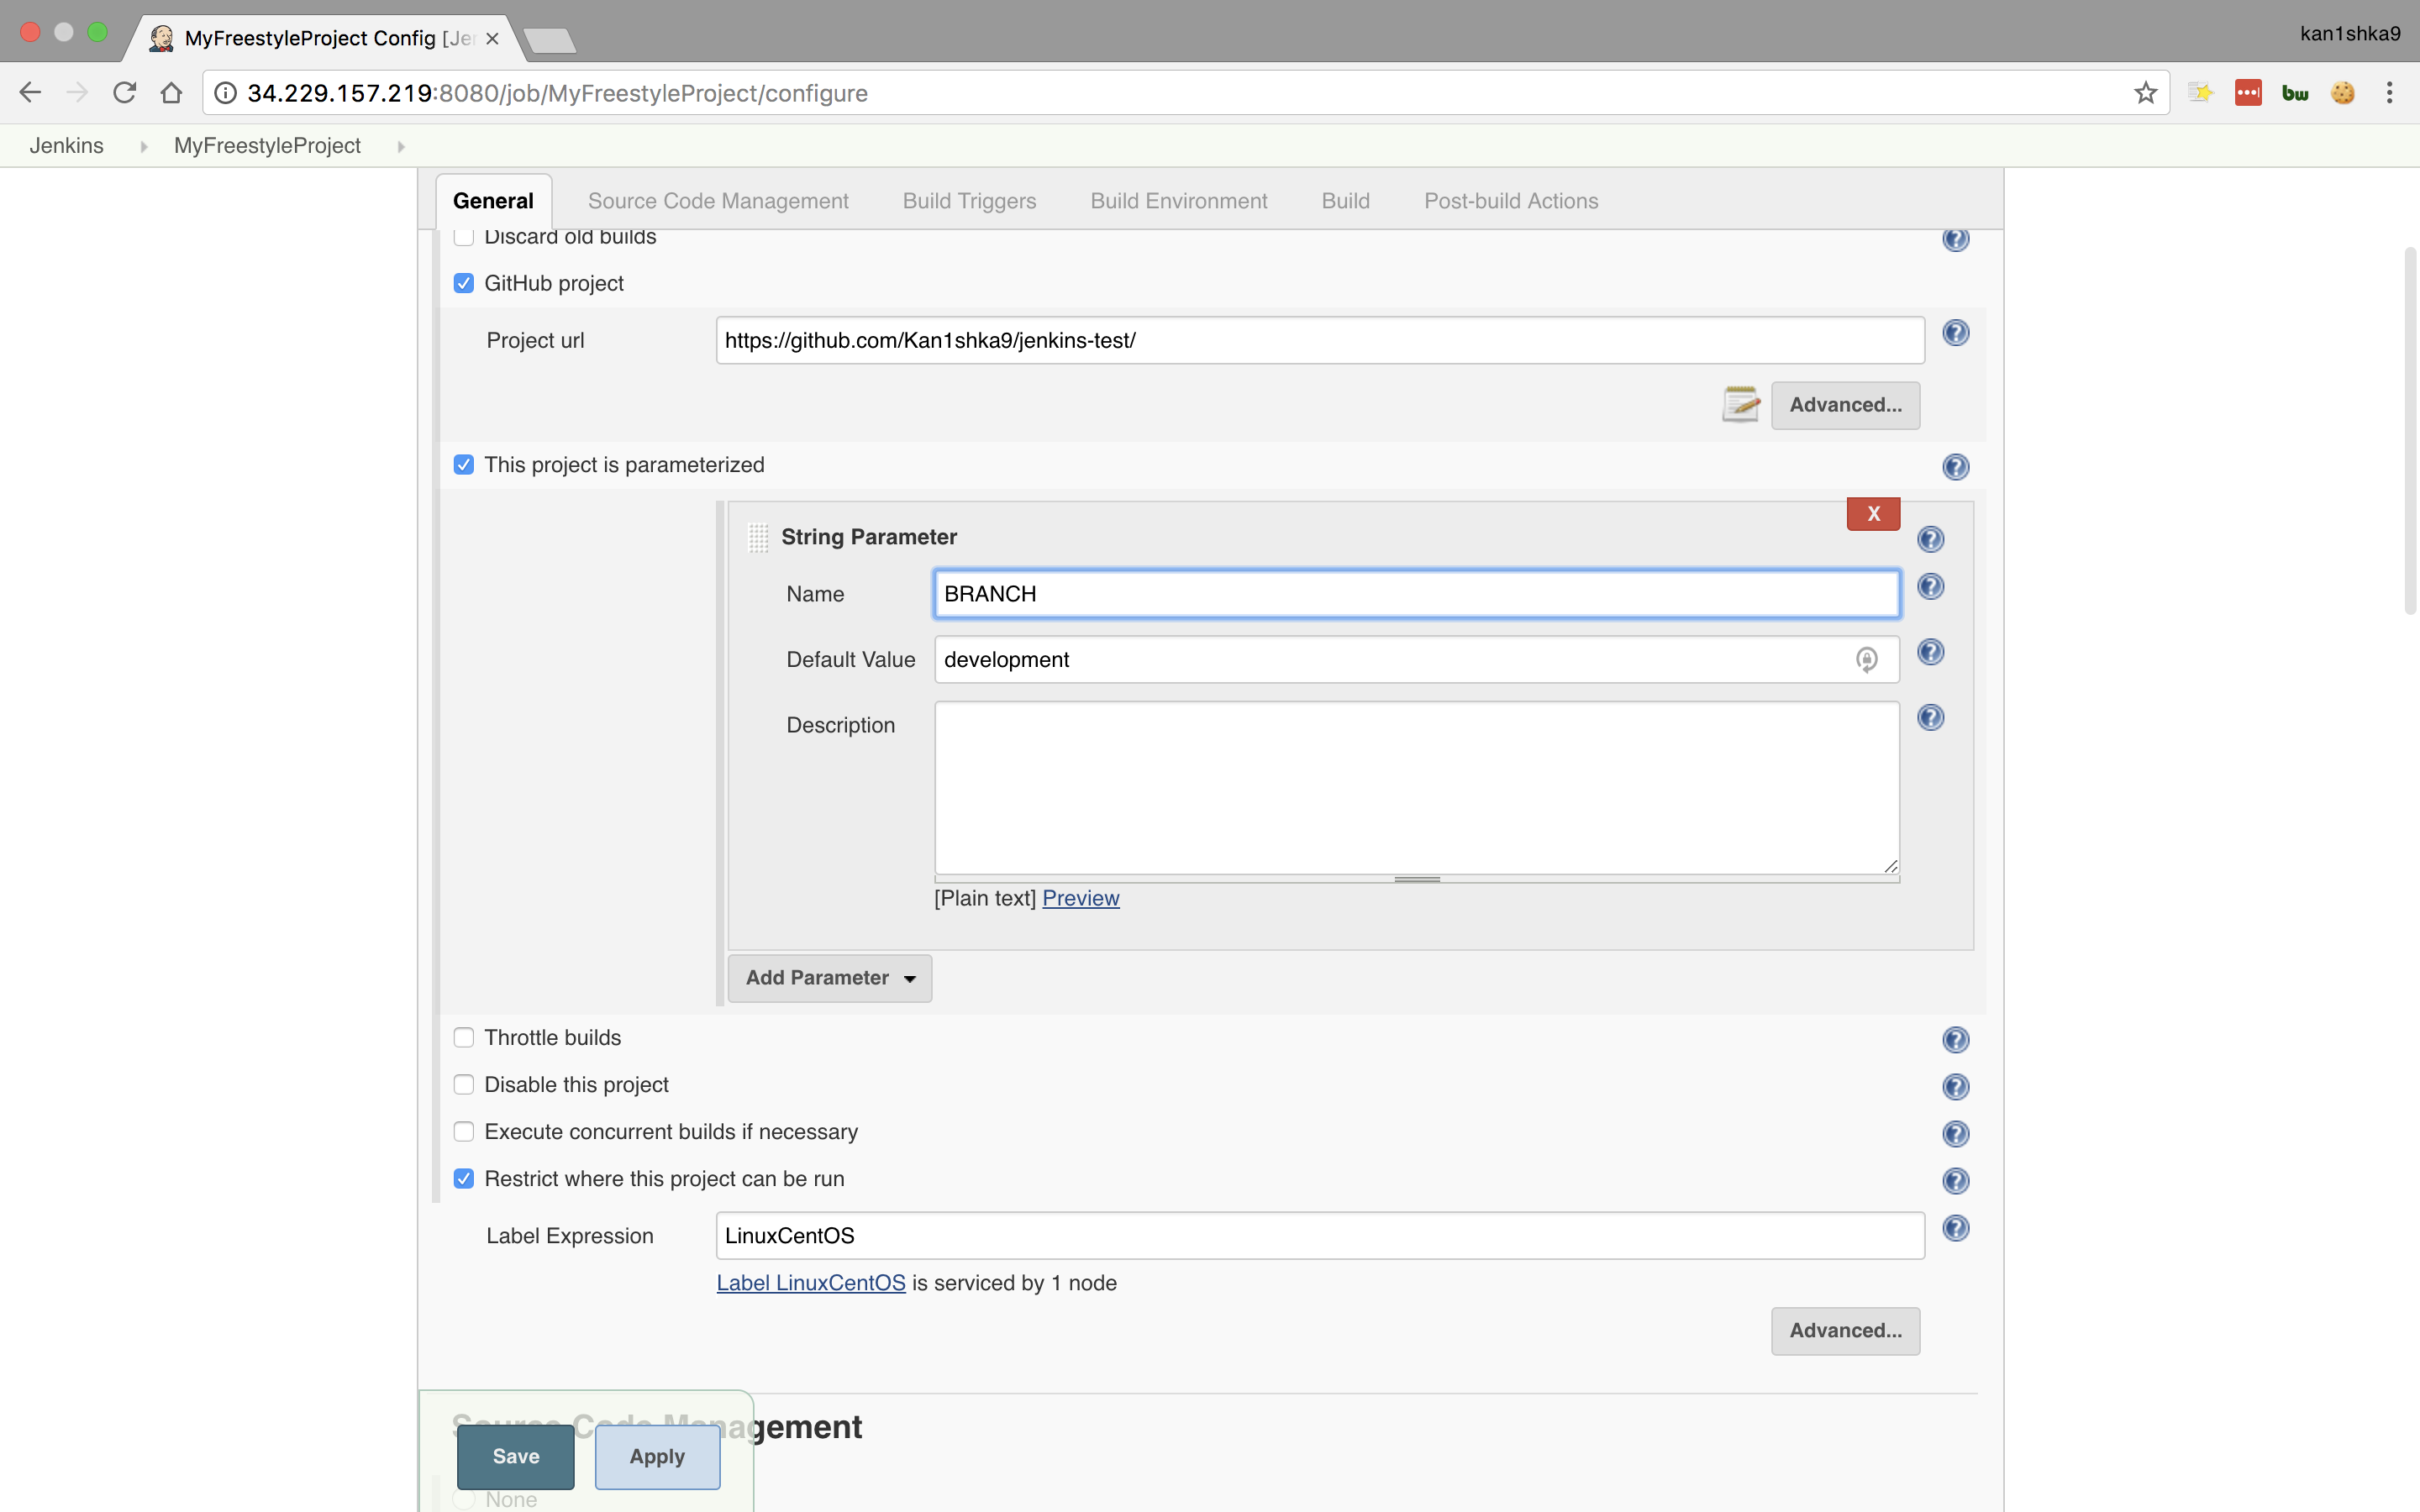 MyFreestyleProject Config [Je
kan1shka9
34.229.157.219:8080/job/MyFreestyleProject/configure
bw
Jenkins MyFreestyleProject
General Source Code Management Build Triggers Build Environment Build Post-build Actions
Discard old builds
GitHub project
Project url https://github.com/Kan1shka9/jenkins-test/
Advanced...
This project is parameterized
X
String Parameter
Name BRANCH
Default Value development
Description
[Plain text] Preview
Add Parameter
Throttle builds
Disable this project
Execute concurrent builds if necessary
Restrict where this project can be run
Label Expression LinuxCentOS
Label LinuxCentOS is serviced by 1 node
Advanced...
Source Code Management
Save Apply
None